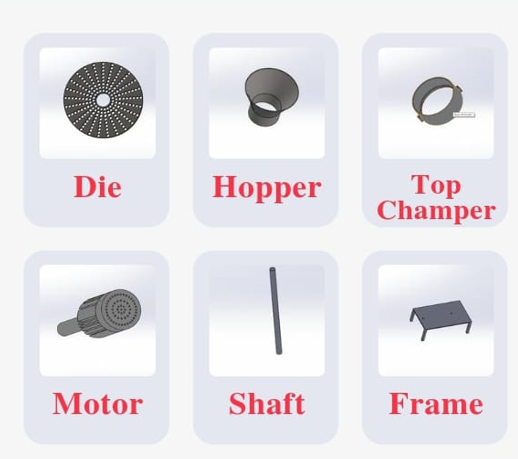 Die
Hopper
Top
Champer
Motor
Shaft
Frame